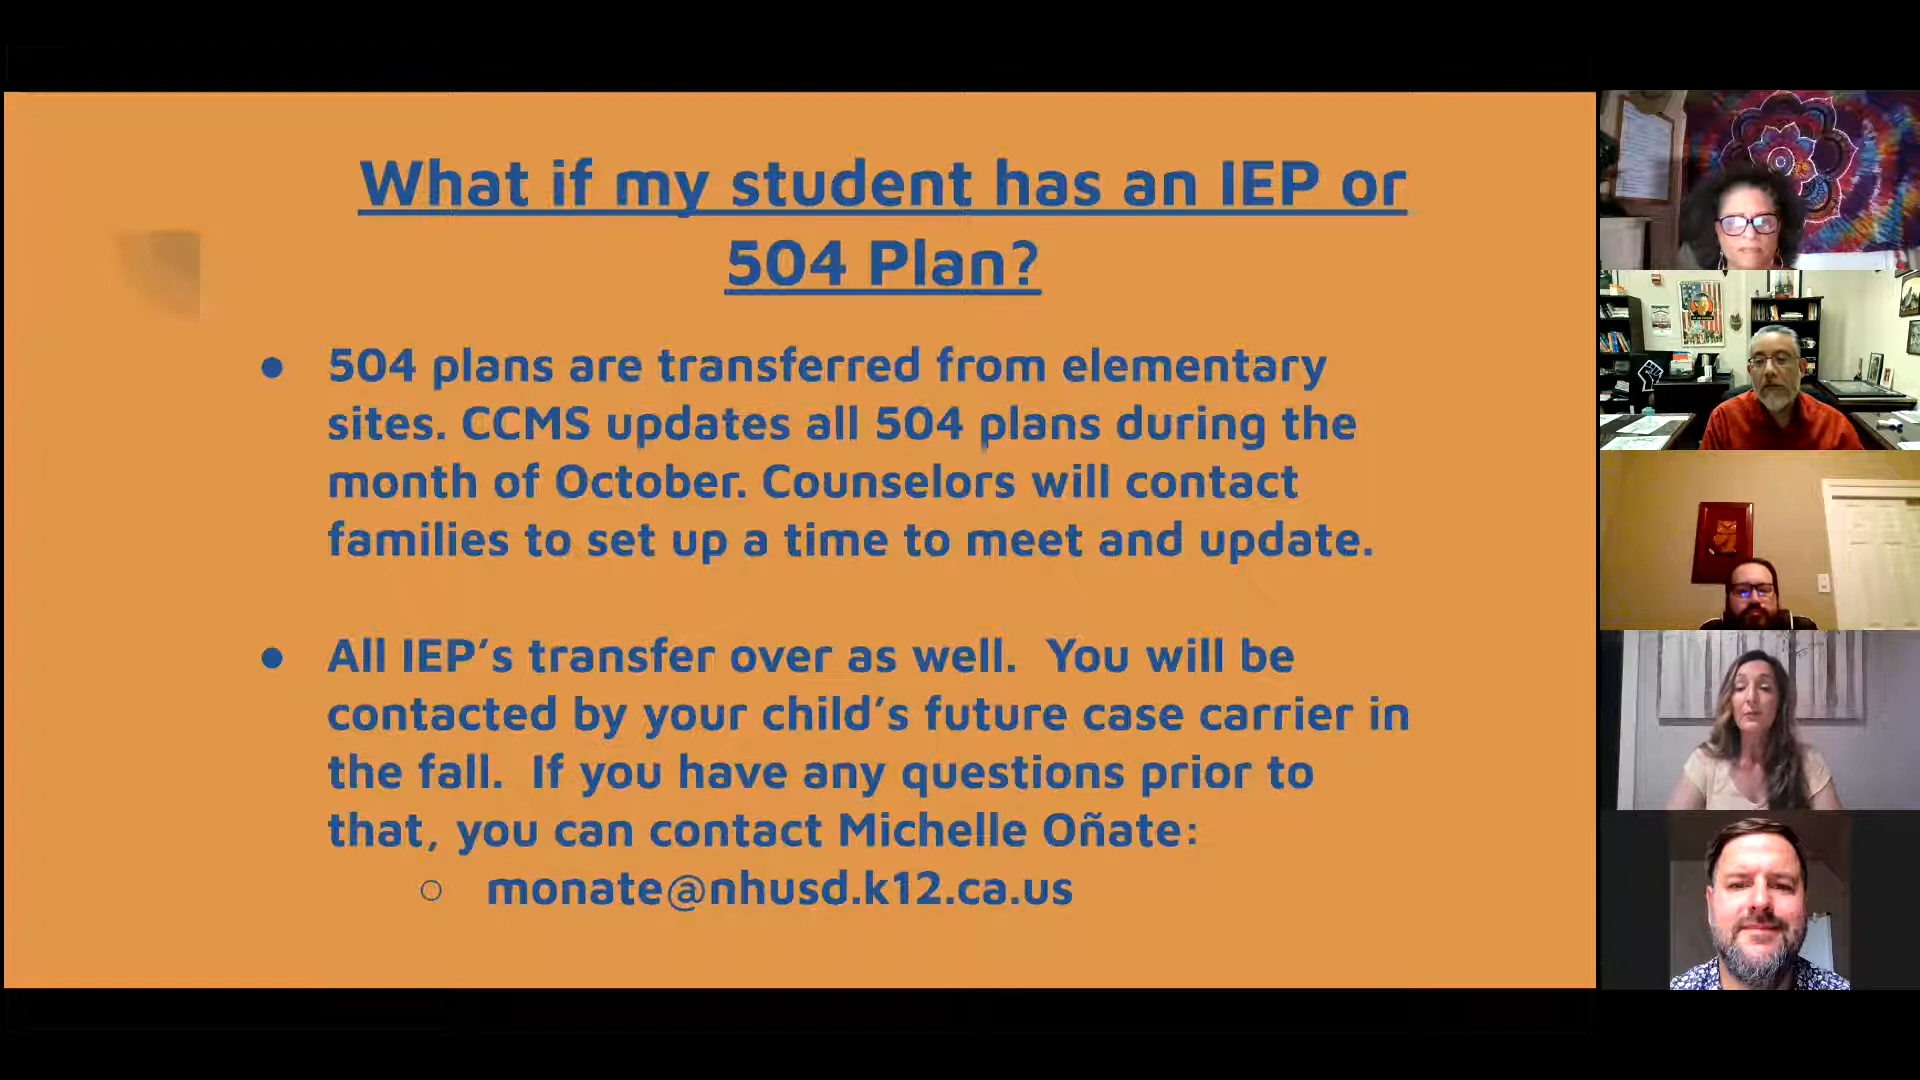 What if my student has an IEP or
504 Plan?
● 504 plans are transferred from elementary
sites. CCMS updates all 504 plans during the
month of October. Counselors will contact
families to set up a time to meet and update.
● All IEP’s transfer over as well.  You will be
contacted by your child’s future case carrier in
the fall.  If you have any questions prior to
that, you can contact Michelle Oñate:
○ monate@nhusd.k12.ca.us